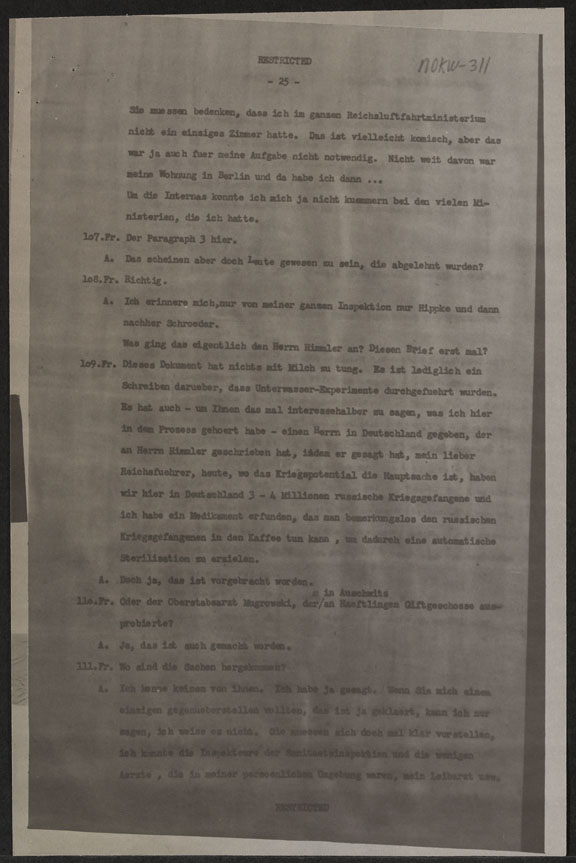 RESTRICTED
NOKW-311
- 25 -
Sie muessen bedenken, dass ich im ganzen Reichsluftfahrtministerium
nicht ein einziges Zimmer hatte. Das ist vielleicht komisch, aber das
war ja auch fuer meine Aufgabe nicht notwendig. Nicht weit davon war
meine Wohnung in Berlin und da habe ich dann ...
Um die Internas konnte ich mich ja nicht kuemmern bei den vielen Mi-
nisterien, die ich hatte.
107.Fr. Der Paragraph 3 hier.
A. Das scheinen aber doch Leute gewesen zu sein, die abgelehnt wurden?
108.Fr. Richtig.
A. Ich erinnere mich,nur von meiner ganzen Inspektion nur Hippke und dann
nachher Schroeder.
Was ging das eigentlich den Herrn Himmler an? Diesen Brief erst mal?
109.Fr. Dieses Dokument hat nichts mit Milch zu tung. Es ist lediglich ein
Schreiben darueber, dass Unterwasser-Experimente durchgefuehrt wurden.
Es hat auch - um Ihnen das mal interessehalber zu sagen, was ich hier
in dem Prozess gehoert habe - einen Herrn in Deutschland gegeben, der
an Herrn Himmler geschrieben hat, indem er gesagt hat, mein lieber
Reichsfuehrer, heute, wo das Kriegspotential die Hauptsache ist, haben
wir hier in Deutschland 3 - 4 Millionen russische Kriegsgefangene und
ich habe ein Medikament erfunden, das man bemerkungslos den russischen
Kriegsgefangenen in den Kaffee tun kann , um dadurch eine automatische
Sterilisation zu erzielen.
A. Doch ja, das ist vorgebracht worden.
in Auschwitz
110.Fr. Oder der Oberstabsarzt Mugrowski, der/an Haeftlingen Giftgeschosse aus-
probierte?
A. Ja, das ist auch gemacht worden.
111.Fr. Wo sind die Sachen hergekommen?
A. Ich kenne keinen von ihnen. Ich habe ja gesagt. Wenn Sie mich einem
einzigen gegenueberstellen wollten, das ist ja geklaert, kann ich nur
sagen, ich weiss es nicht. Sie muessen sich doch mal klar vorstellen,
ich konnte die Inspekteure der Sanitaetsinspektion und die wenigen
Aerzte , die in meiner persoenlichen Umgebung waren, mein Leibarzt usw.
RESTRICTED